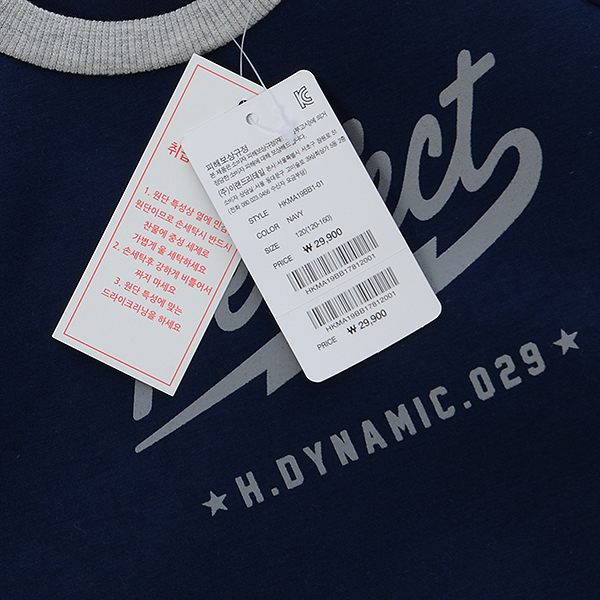 취급
1. 원단 특성상 열에 민감
원단이므로 손세탁시 반드시
찬물에 중성 세제로
가볍게 울 세탁하세요
2. 손세탁후 강하게 비틀어서
짜지 마세요
3. 원단 특성에 맞는
드라이크리닝을 하세요
피해보상규정
(주)이랜드리테일
STYLE HKMA19BB1-01
COLOR NAVY
SIZE 120(120-160)
PRICE ₩ 29,900
HKMA19BB17812001
HKMA19BB17812001
PRICE ₩ 29,900
ect
★ H.DYNAMIC.029 ★